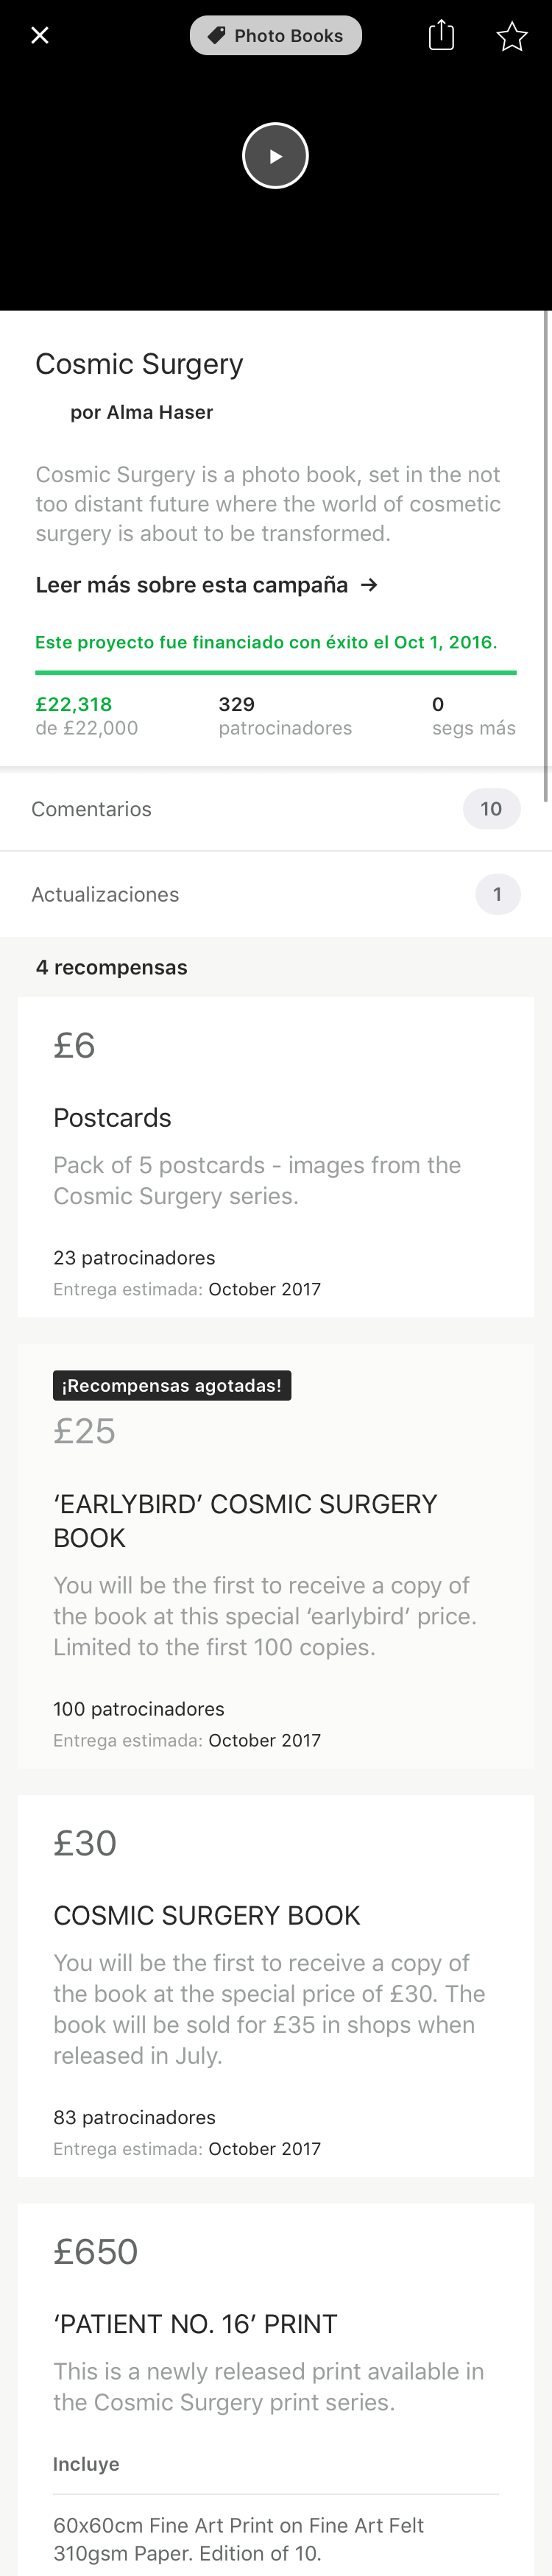 Photo Books
Cosmic Surgery
por Alma Haser
Cosmic Surgery is a photo book, set in the not
too distant future where the world of cosmetic
surgery is about to be transformed.
Leer más sobre esta campaña →
Este proyecto fue financiado con éxito el Oct 1, 2016.
£22,318 329 0
de £22,000 patrocinadores segs más
Comentarios 10
Actualizaciones 1
4 recompensas
£6
Postcards
Pack of 5 postcards - images from the
Cosmic Surgery series.
23 patrocinadores
Entrega estimada: October 2017
¡Recompensas agotadas!
£25
‘EARLYBIRD’ COSMIC SURGERY
BOOK
You will be the first to receive a copy of
the book at this special ‘earlybird’ price.
Limited to the first 100 copies.
100 patrocinadores
Entrega estimada: October 2017
£30
COSMIC SURGERY BOOK
You will be the first to receive a copy of
the book at the special price of £30. The
book will be sold for £35 in shops when
released in July.
83 patrocinadores
Entrega estimada: October 2017
£650
‘PATIENT NO. 16’ PRINT
This is a newly released print available in
the Cosmic Surgery print series.
Incluye
60x60cm Fine Art Print on Fine Art Felt
310gsm Paper. Edition of 10.